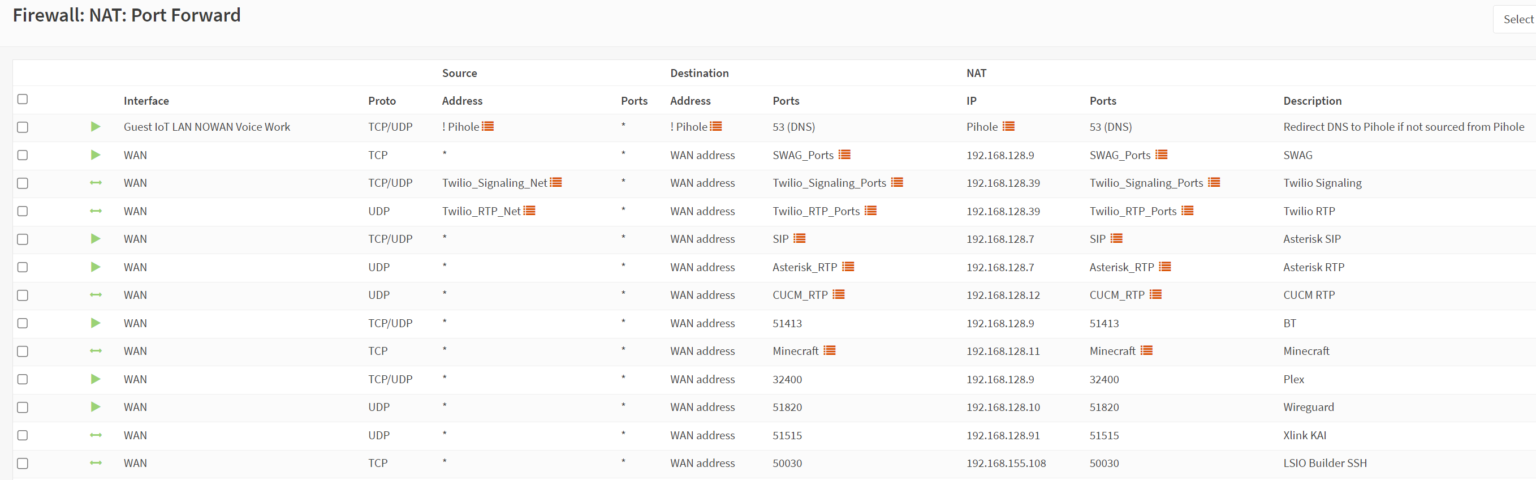 Firewall: NAT: Port Forward
Select
Source Destination NAT
Interface Proto Address Ports Address Ports IP Ports Description
Guest IoT LAN NOWAN Voice Work TCP/UDP ! Pihole * ! Pihole 53 (DNS) Pihole 53 (DNS) Redirect DNS to Pihole if not sourced from Pihole
WAN TCP * * WAN address SWAG_Ports 192.168.128.9 SWAG_Ports SWAG
WAN TCP/UDP Twilio_Signaling_Net * WAN address Twilio_Signaling_Ports 192.168.128.39 Twilio_Signaling_Ports Twilio Signaling
WAN UDP Twilio_RTP_Net * WAN address Twilio_RTP_Ports 192.168.128.39 Twilio_RTP_Ports Twilio RTP
WAN TCP/UDP * * WAN address SIP 192.168.128.7 SIP Asterisk SIP
WAN UDP * * WAN address Asterisk_RTP 192.168.128.7 Asterisk_RTP Asterisk RTP
WAN UDP * * WAN address CUCM_RTP 192.168.128.12 CUCM_RTP CUCM RTP
WAN TCP/UDP * * WAN address 51413 192.168.128.9 51413 BT
WAN TCP * * WAN address Minecraft 192.168.128.11 Minecraft Minecraft
WAN TCP/UDP * * WAN address 32400 192.168.128.9 32400 Plex
WAN UDP * * WAN address 51820 192.168.128.10 51820 Wireguard
WAN UDP * * WAN address 51515 192.168.128.91 51515 Xlink KAI
WAN TCP * * WAN address 50030 192.168.155.108 50030 LSIO Builder SSH